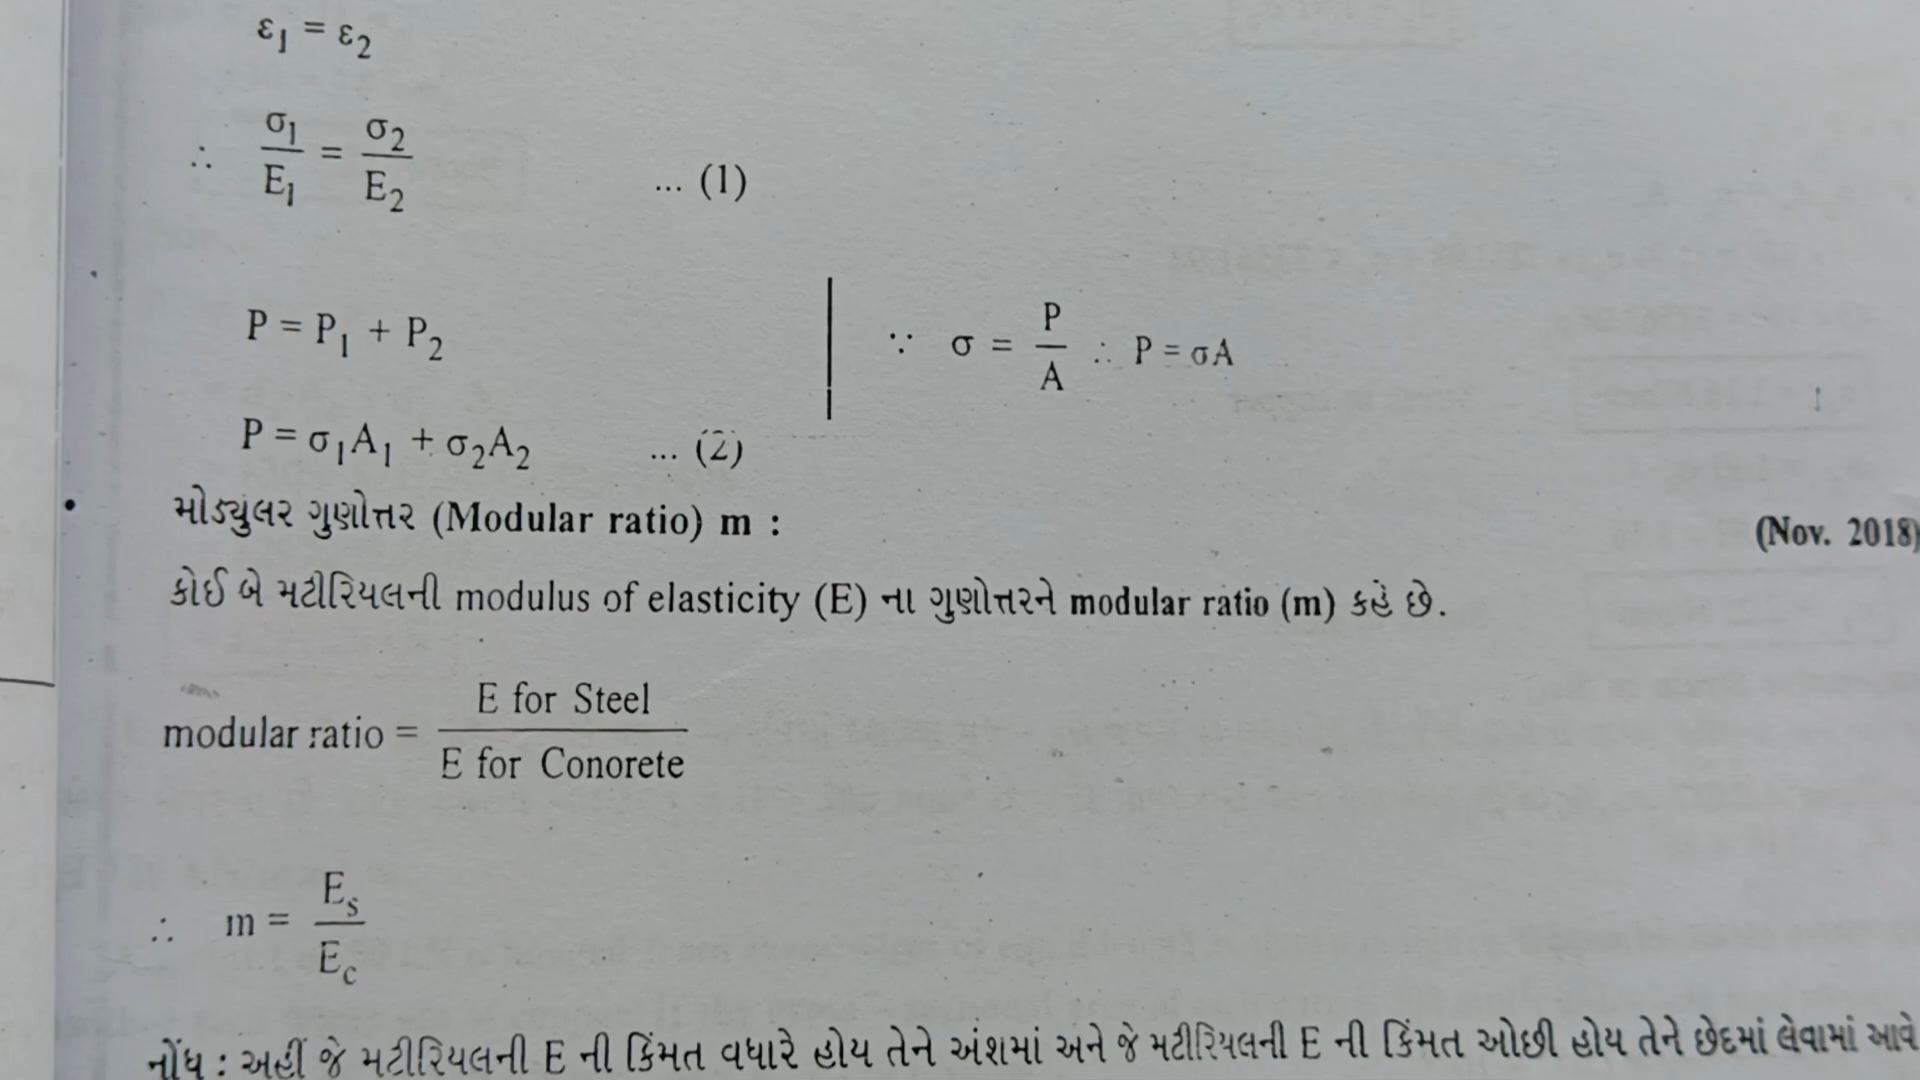 ε₁ = ε₂
∴ σ₁/E₁ = σ₂/E₂ ... (1)
P = P₁ + P₂
∵ σ = P/A ∴ P = σA
P = σ₁A₁ + σ₂A₂ ... (2)
• મોડ્યુલર ગુણોત્તર (Modular ratio) m : (Nov. 2018)
કોઈ બે મટીરિયલની modulus of elasticity (E) ના ગુણોત્તરને modular ratio (m) કહે છે.
modular ratio = E for Steel / E for Conorete
∴ m = Eₛ/E꜀
નોંધ : અહીં જે મટીરિયલની E ની કિંમત વધારે હોય તેને અંશમાં અને જે મટીરિયલની E ની કિંમત ઓછી હોય તેને છેદમાં લેવામાં આવે